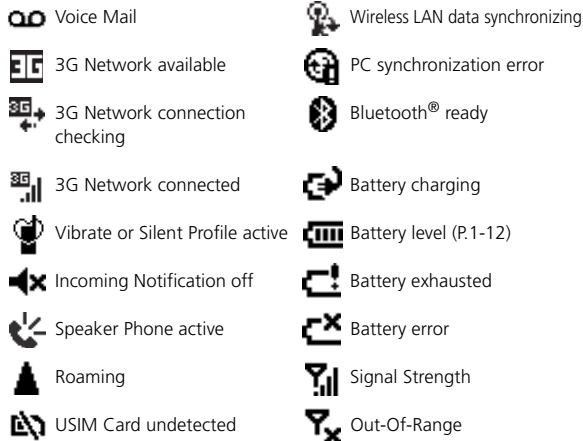 Voice Mail
3G Network available
3G Network connection
checking
3G Network connected
Vibrate or Silent Profile active
Incoming Notification off
Speaker Phone active
Roaming
USIM Card undetected
Wireless LAN data synchronizing
PC synchronization error
Bluetooth® ready
Battery charging
Battery level (P.1-12)
Battery exhausted
Battery error
Signal Strength
Out-Of-Range